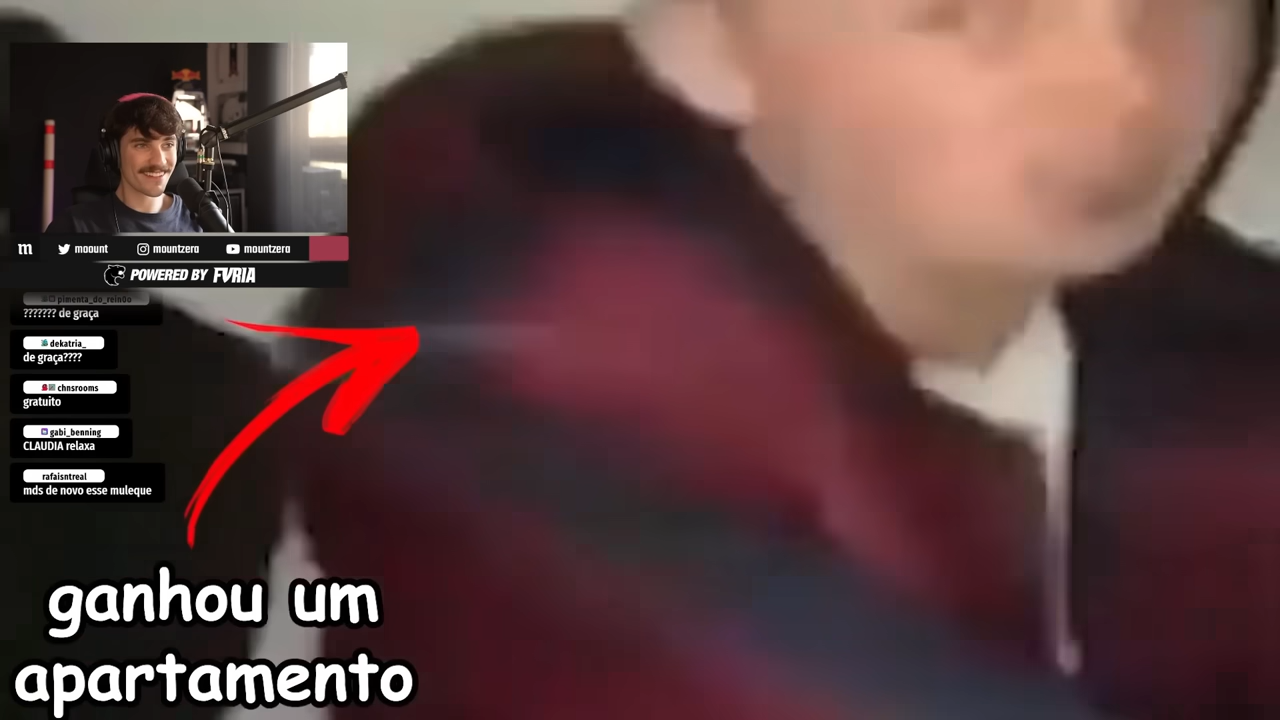 m
moount
mountzera
mountzera
POWERED BY FURIA
pimenta_do_rein0o
??????? de graça
dekatria_
de graça????
chnsrooms
gratuito
gabi_benning
CLAUDIA relaxa
rafaisntreal
mds de novo esse muleque
ganhou um
apartamento